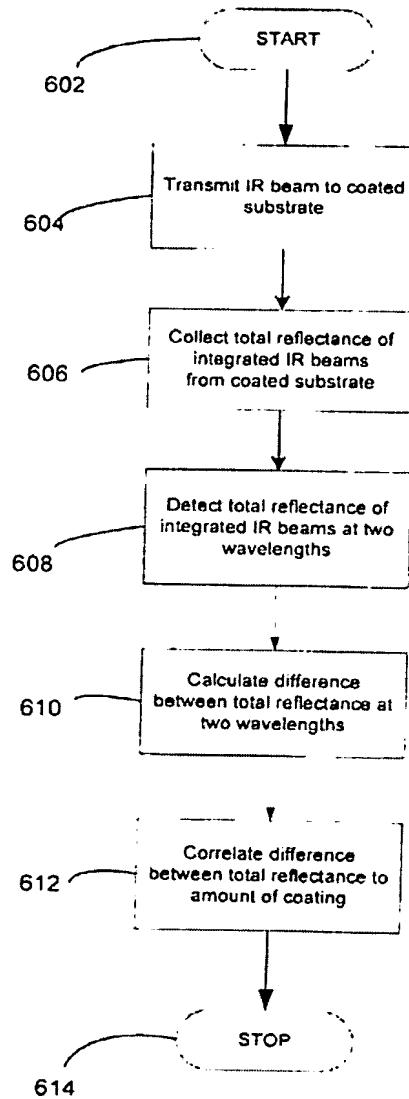 START
602
Transmit IR beam to coated
substrate
604
Collect total reflectance of
integrated IR beams
from coated substrate
606
Detect total reflectance of
integrated IR beams at two
wavelengths
608
Calculate difference
between total reflectance at
two wavelengths
610
Correlate difference
between total reflectance to
amount of coating
612
STOP
614